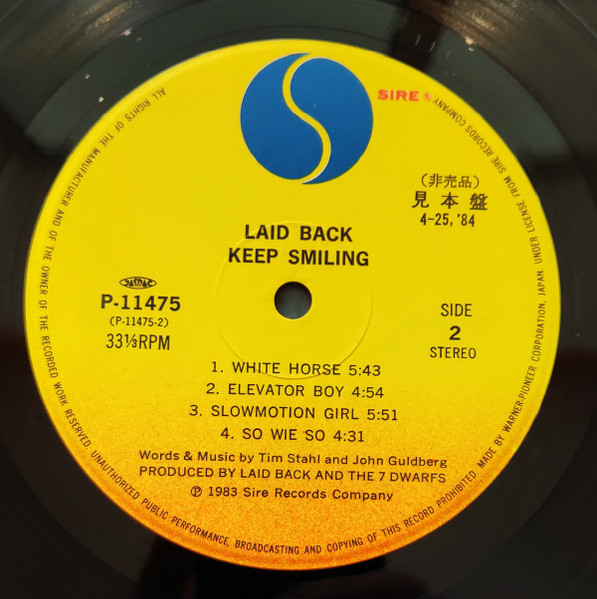 SIRE ®
(非売品)
見本盤
4-25,'84
LAID BACK
KEEP SMILING
JASRAC
P-11475
(P-11475-2)
33⅓RPM
SIDE
2
STEREO
1. WHITE HORSE 5:43
2. ELEVATOR BOY 4:54
3. SLOWMOTION GIRL 5:51
4. SO WIE SO 4:31
Words & Music by Tim Stahl and John Guldberg
PRODUCED BY LAID BACK AND THE 7 DWARFS
℗ 1983 Sire Records Company
ALL RIGHTS OF THE MANUFACTURER AND OF THE OWNER OF THE RECORDED WORK RESERVED. UNAUTHORIZED PUBLIC PERFORMANCE, BROADCASTING AND COPYING OF THIS RECORD PROHIBITED. MADE BY WARNER-PIONEER CORPORATION, JAPAN. UNDER LICENSE FROM SIRE RECORDS COMPANY.